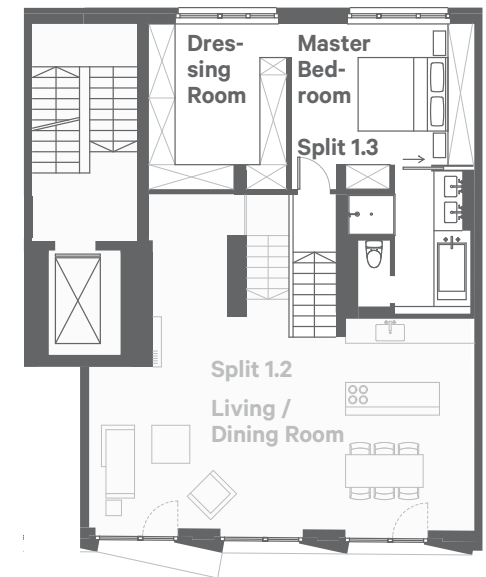 Dres-
sing
Room
Master
Bed-
room
Split 1.3
Split 1.2
Living /
Dining Room